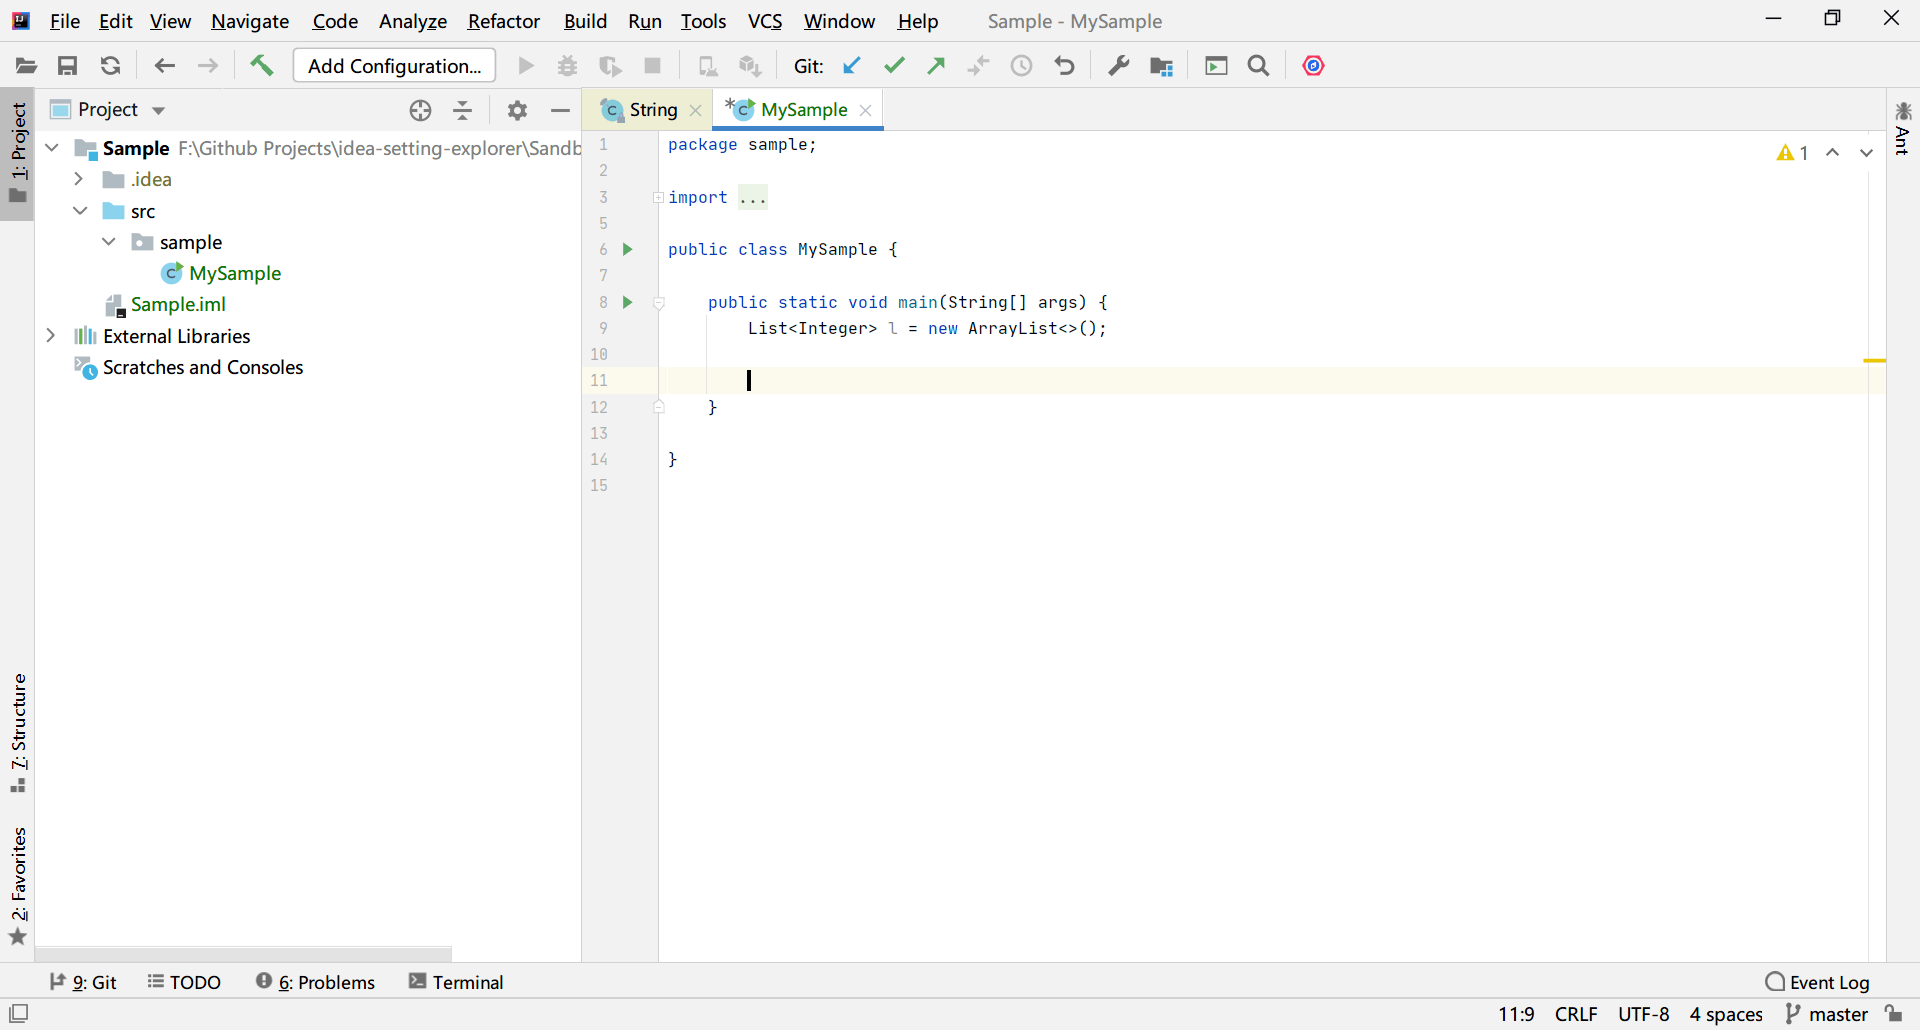 File Edit View Navigate Code Analyze Refactor Build Run Tools VCS Window Help Sample - MySample
Add Configuration... Git:
1: Project
Project
String
MySample
Sample F:\Github Projects\idea-setting-explorer\Sandb
.idea
src
sample
MySample
Sample.iml
External Libraries
Scratches and Consoles
1 package sample;
2
3 import ...
5
6 public class MySample {
7
8 public static void main(String[] args) {
9 List<Integer> l = new ArrayList<>();
10
11
12 }
13
14 }
15
1
Ant
7: Structure
2: Favorites
9: Git TODO 6: Problems Terminal Event Log
11:9 CRLF UTF-8 4 spaces master